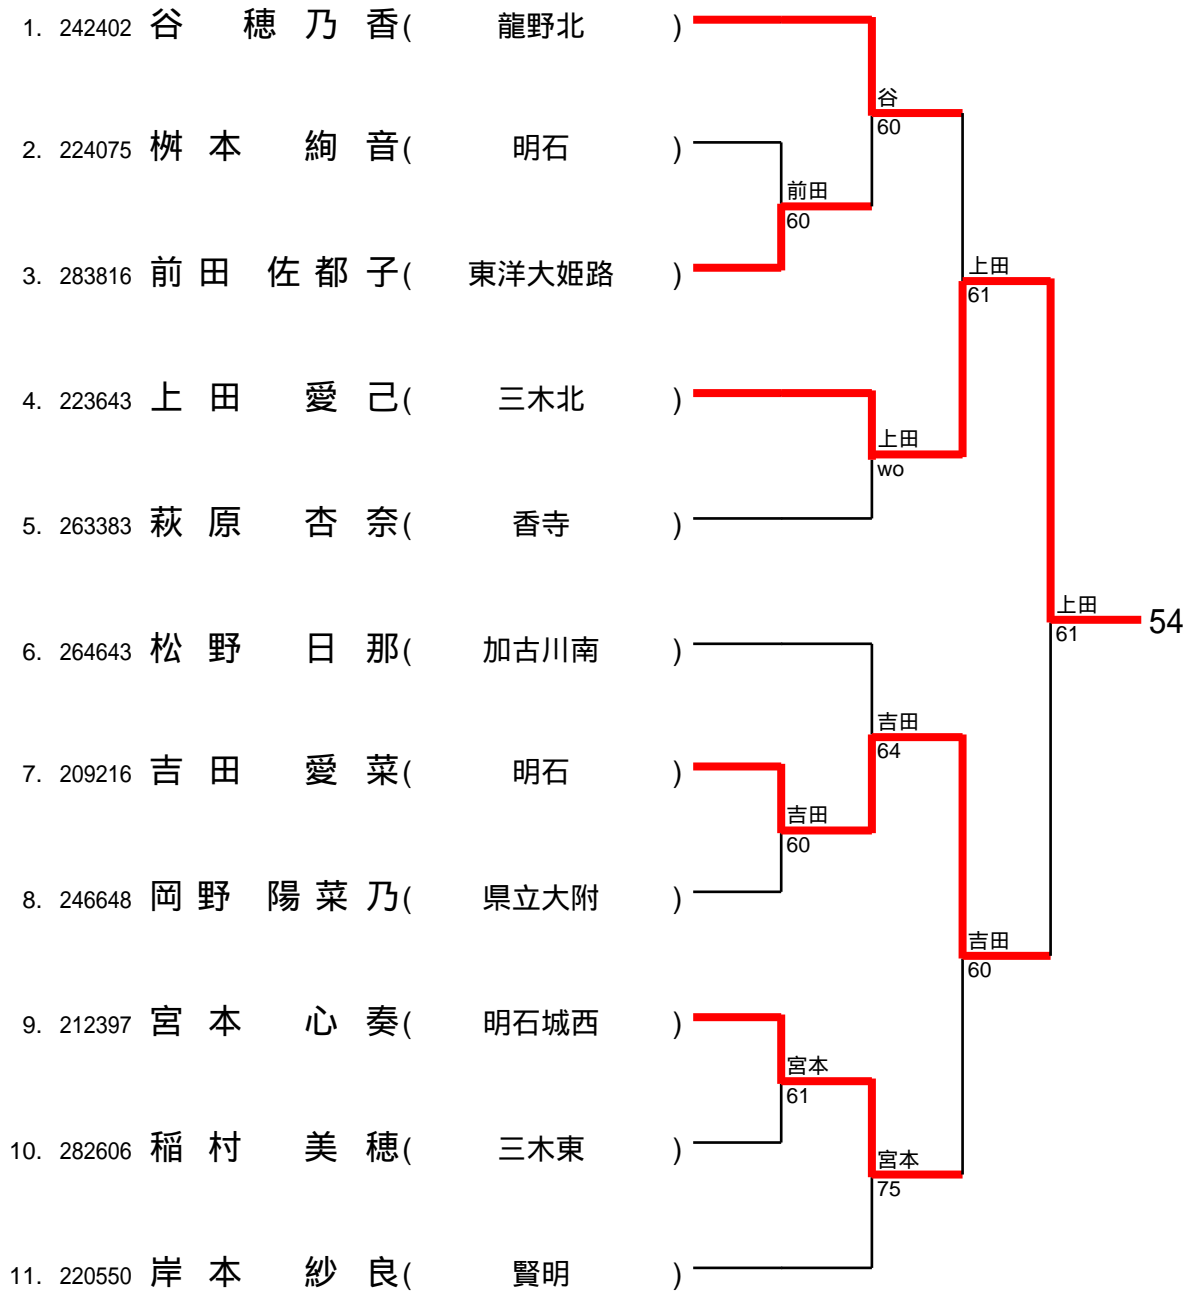 1. 242402 谷 穂乃香( 龍野北 )
谷
60
2. 224075 桝本 絢音( 明石 )
前田
60
3. 283816 前田 佐都子( 東洋大姫路 )
上田
61
4. 223643 上田 愛己( 三木北 )
上田
wo
5. 263383 萩原 杏奈( 香寺 )
上田
61
54
6. 264643 松野 日那( 加古川南 )
吉田
64
7. 209216 吉田 愛菜( 明石 )
吉田
60
8. 246648 岡野 陽菜乃( 県立大附 )
吉田
60
9. 212397 宮本 心奏( 明石城西 )
宮本
61
10. 282606 稲村 美穂( 三木東 )
宮本
75
11. 220550 岸本 紗良( 賢明 )